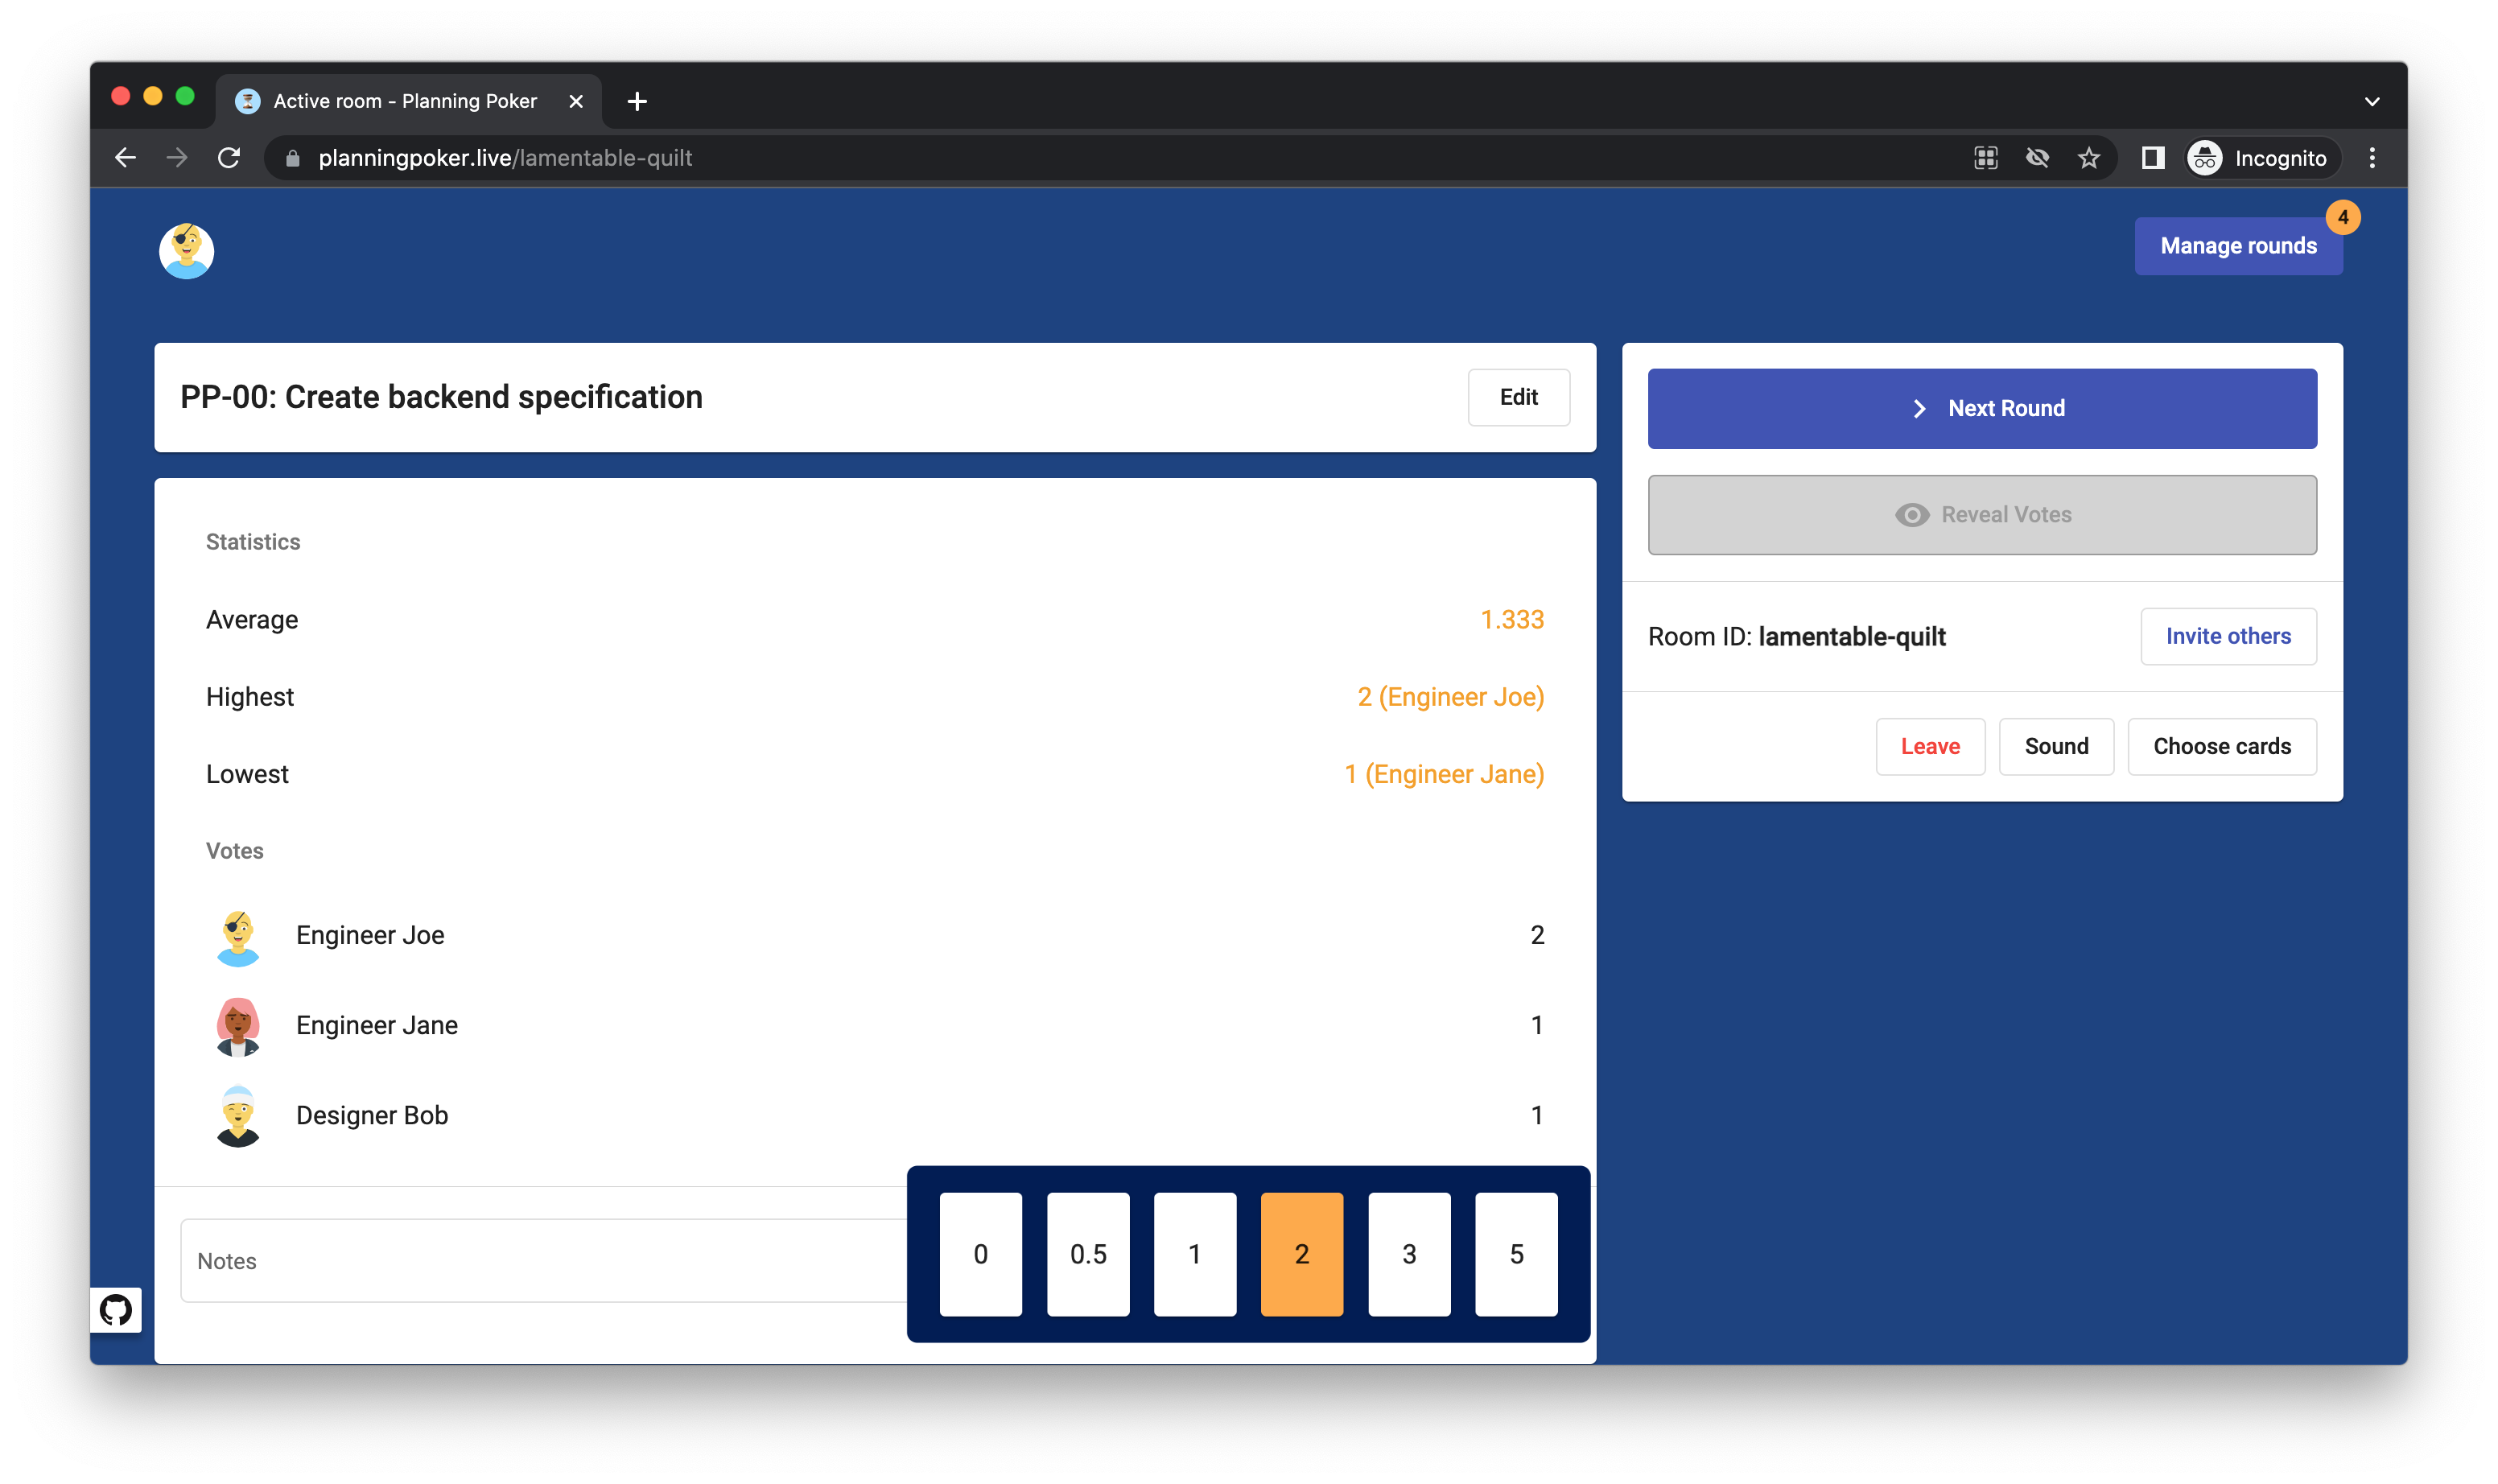 Active room - Planning Poker
planningpoker.live/lamentable-quilt
Incognito
4
Manage rounds
PP-00: Create backend specification
Edit
Statistics
Average 1.333
Highest 2 (Engineer Joe)
Lowest 1 (Engineer Jane)
Votes
Engineer Joe 2
Engineer Jane 1
Designer Bob 1
Notes
0 0.5 1 2 3 5
Next Round
Reveal Votes
Room ID: lamentable-quilt
Invite others
Leave Sound Choose cards